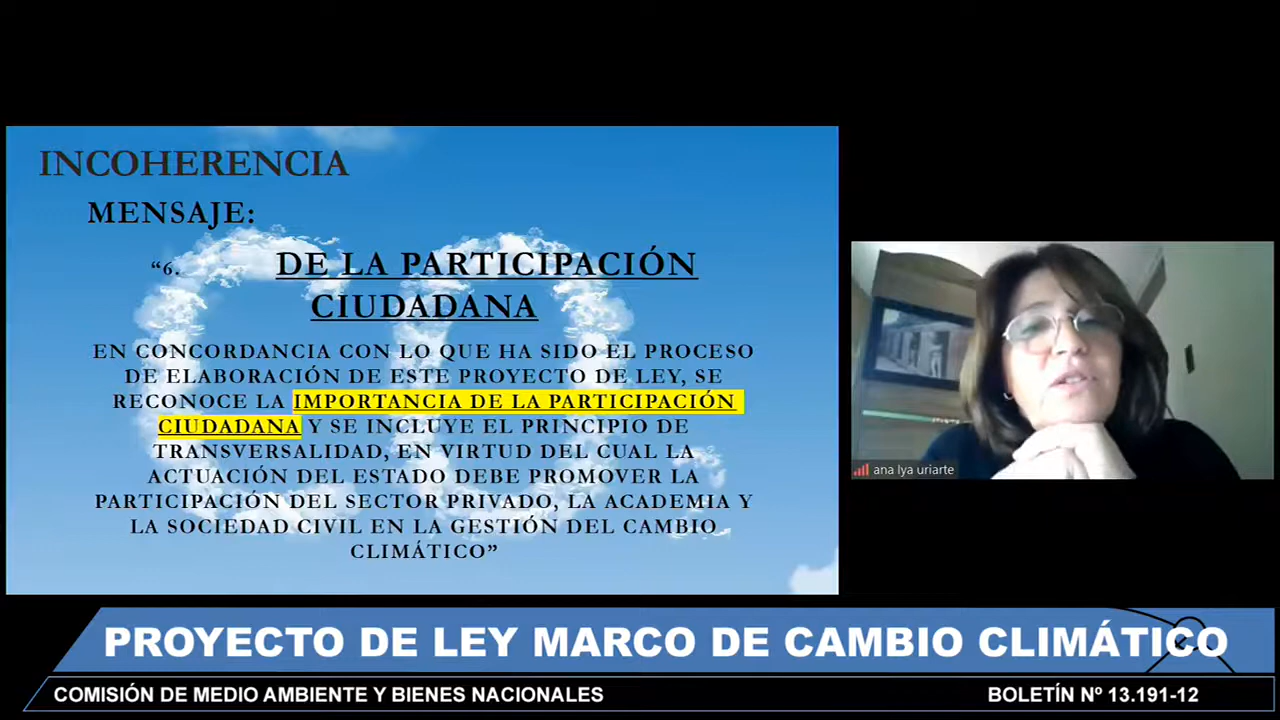 INCOHERENCIA
MENSAJE:
“6. DE LA PARTICIPACIÓN
CIUDADANA
EN CONCORDANCIA CON LO QUE HA SIDO EL PROCESO
DE ELABORACIÓN DE ESTE PROYECTO DE LEY, SE
RECONOCE LA IMPORTANCIA DE LA PARTICIPACIÓN
CIUDADANA Y SE INCLUYE EL PRINCIPIO DE
TRANSVERSALIDAD, EN VIRTUD DEL CUAL LA
ACTUACIÓN DEL ESTADO DEBE PROMOVER LA
PARTICIPACIÓN DEL SECTOR PRIVADO, LA ACADEMIA Y
LA SOCIEDAD CIVIL EN LA GESTIÓN DEL CAMBIO
CLIMÁTICO”
ana lya uriarte
PROYECTO DE LEY MARCO DE CAMBIO CLIMÁTICO
COMISIÓN DE MEDIO AMBIENTE Y BIENES NACIONALES
BOLETÍN Nº 13.191-12